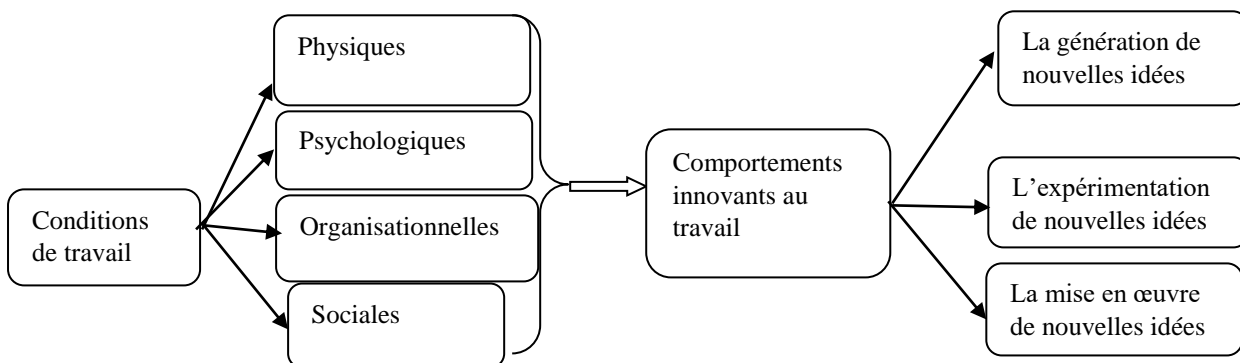 Conditions
de travail
Physiques
Psychologiques
Organisationnelles
Sociales
Comportements
innovants au
travail
La génération de
nouvelles idées
L’expérimentation
de nouvelles idées
La mise en œuvre
de nouvelles idées